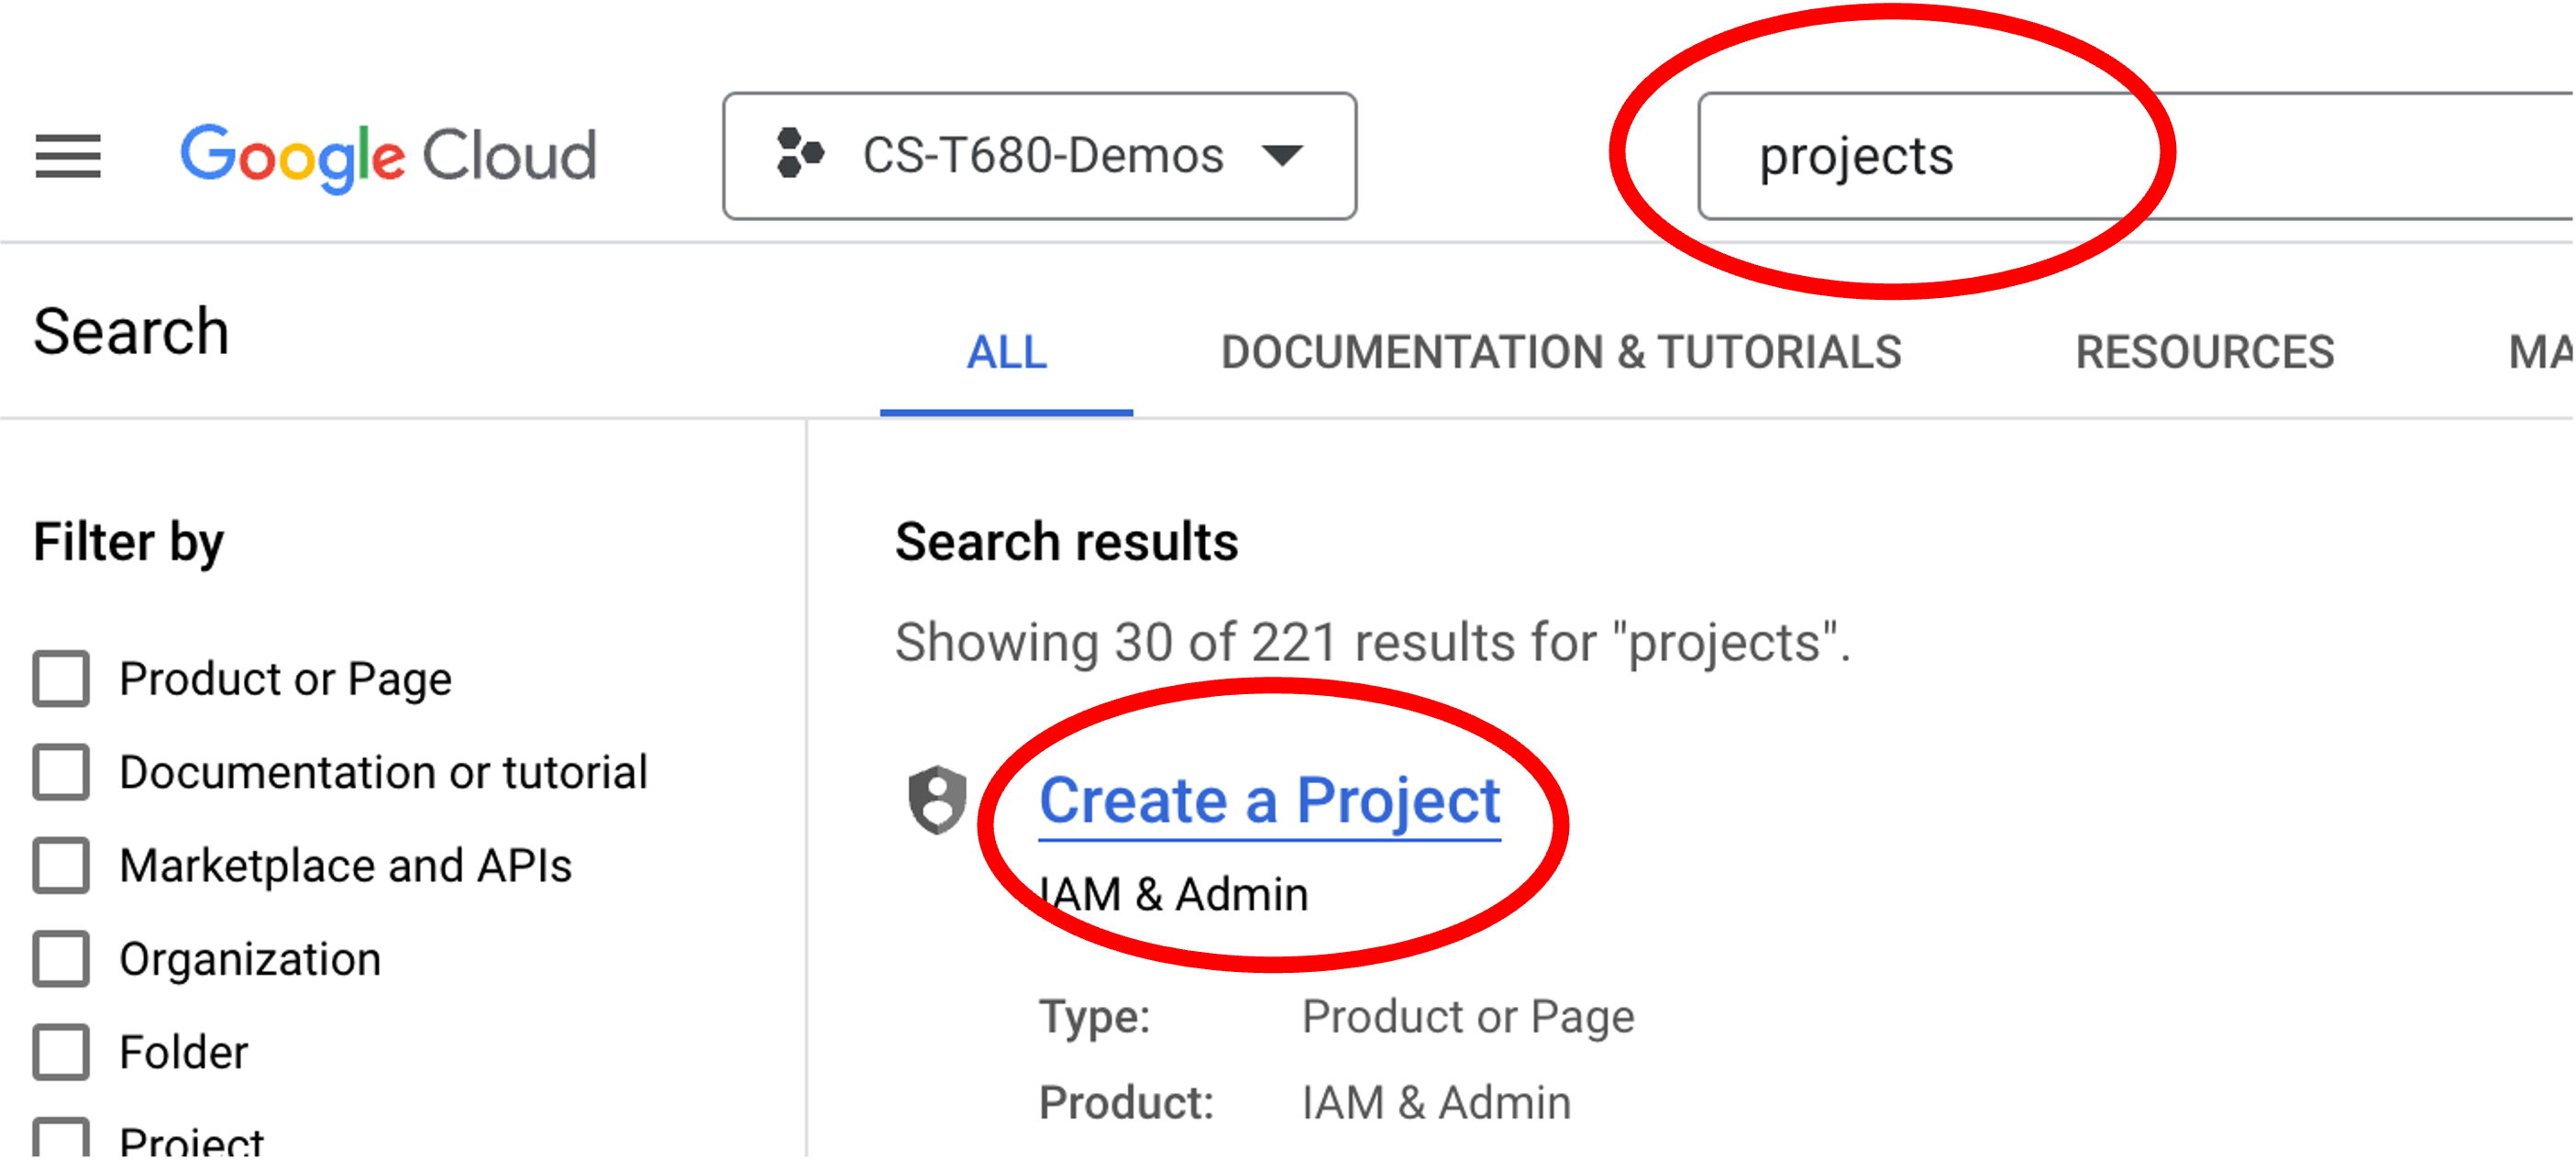 Google Cloud
CS-T680-Demos
projects
Search
ALL
DOCUMENTATION & TUTORIALS
RESOURCES
MA
Filter by
Product or Page
Documentation or tutorial
Marketplace and APIs
Organization
Folder
Project
Search results
Showing 30 of 221 results for "projects".
Create a Project
IAM & Admin
Type: Product or Page
Product: IAM & Admin